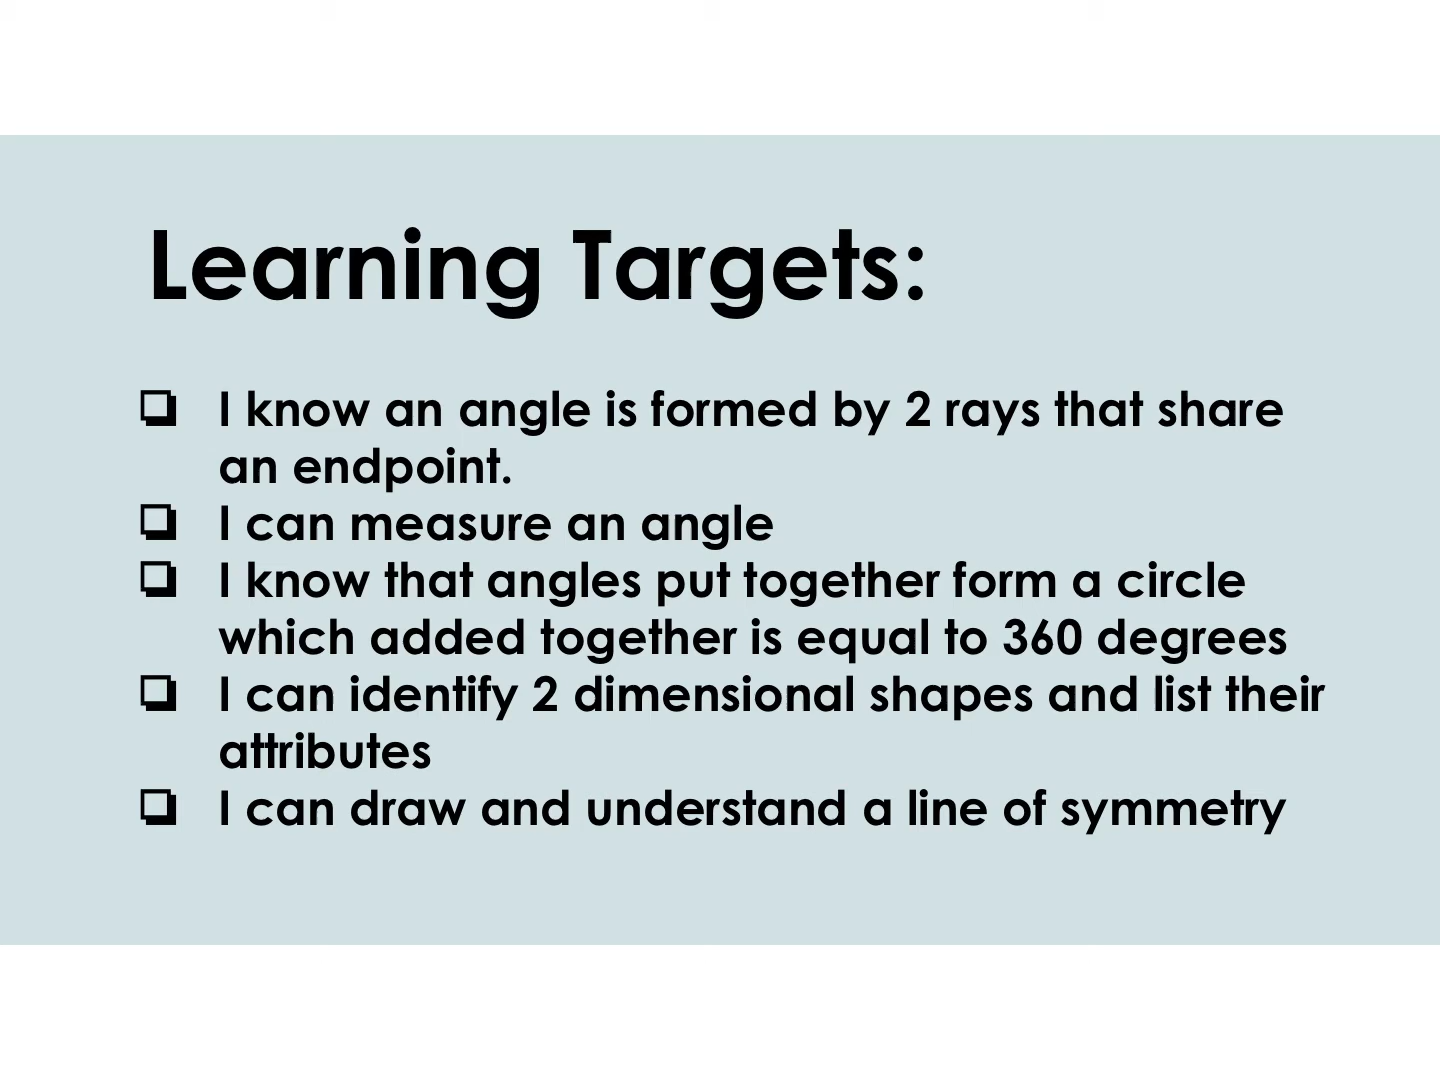 Learning Targets:
❏ I know an angle is formed by 2 rays that share
an endpoint.
❏ I can measure an angle
❏ I know that angles put together form a circle
which added together is equal to 360 degrees
❏ I can identify 2 dimensional shapes and list their
attributes
❏ I can draw and understand a line of symmetry